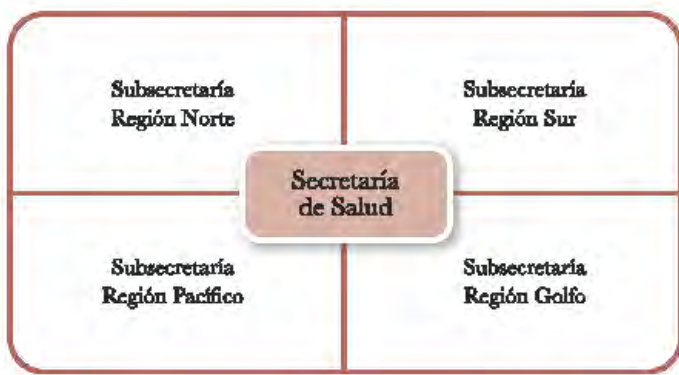 Subsecretaría
Región Norte
Subsecretaría
Región Sur
Secretaría
de Salud
Subsecretaría
Región Pacífico
Subsecretaría
Región Golfo